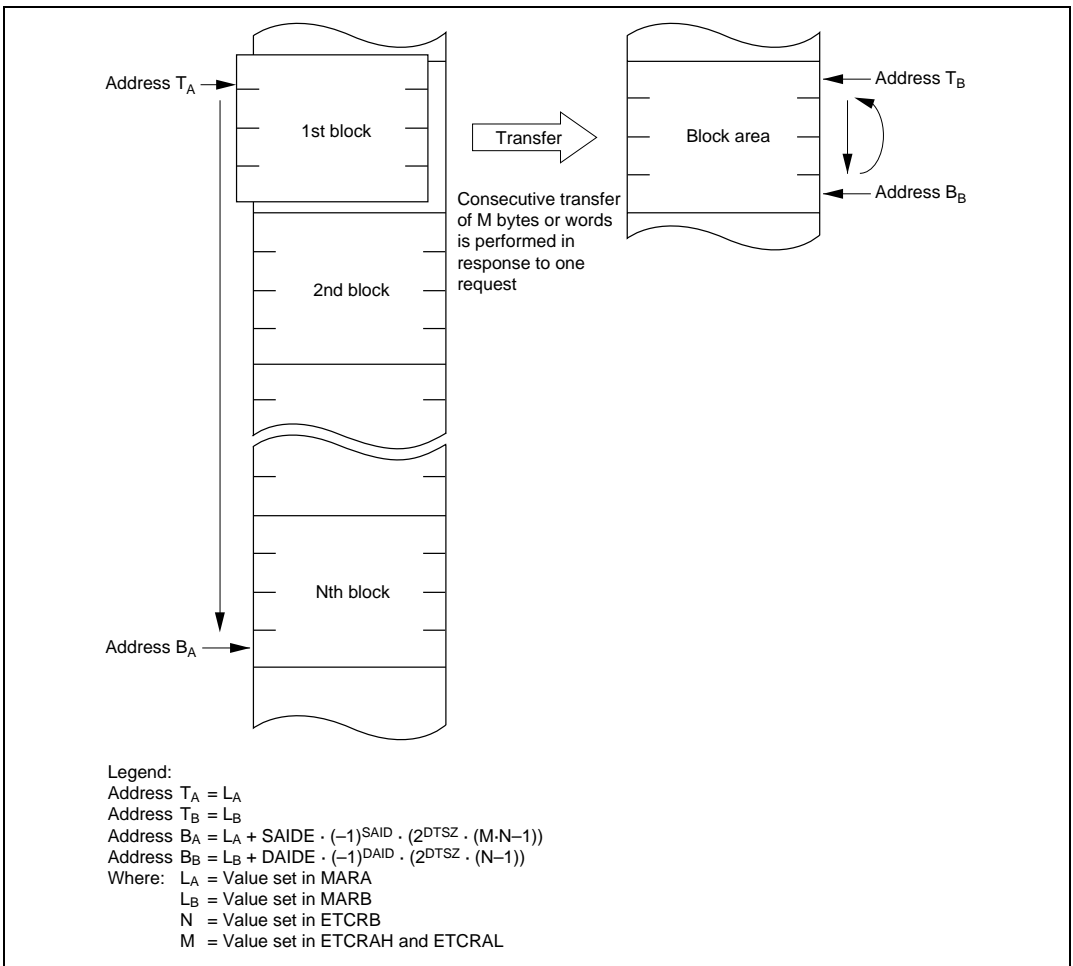 Address T_A
1st block
Transfer
Block area
Address T_B
Address B_B
Consecutive transfer
of M bytes or words
is performed in
response to one
request
2nd block
Nth block
Address B_A
Legend:
Address T_A = L_A
Address T_B = L_B
Address B_A = L_A + SAIDE · (–1)^SAID · (2^DTSZ · (M·N–1))
Address B_B = L_B + DAIDE · (–1)^DAID · (2^DTSZ · (N–1))
Where: L_A = Value set in MARA
L_B = Value set in MARB
N = Value set in ETCRB
M = Value set in ETCRAH and ETCRAL